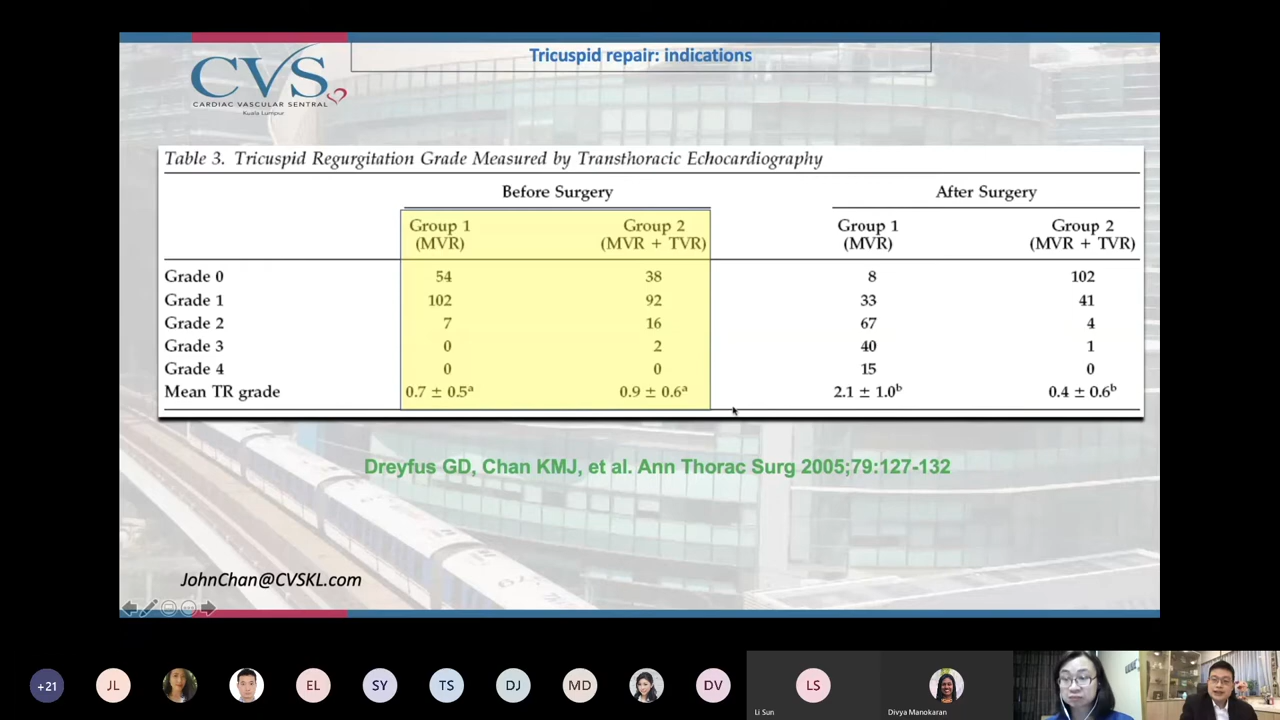 Tricuspid repair: indications
CVS
CARDIAC VASCULAR SENTRAL
Kuala Lumpur
Table 3. Tricuspid Regurgitation Grade Measured by Transthoracic Echocardiography
Before Surgery After Surgery
Group 1 Group 2 Group 1 Group 2
(MVR) (MVR + TVR) (MVR) (MVR + TVR)
Grade 0 54 38 8 102
Grade 1 102 92 33 41
Grade 2 7 16 67 4
Grade 3 0 2 40 1
Grade 4 0 0 15 0
Mean TR grade 0.7 ± 0.5ᵃ 0.9 ± 0.6ᵃ 2.1 ± 1.0ᵇ 0.4 ± 0.6ᵇ
Dreyfus GD, Chan KMJ, et al. Ann Thorac Surg 2005;79:127-132
JohnChan@CVSKL.com
+21 JL EL SY TS DJ MD DV LS
Li Sun Divya Manokaran